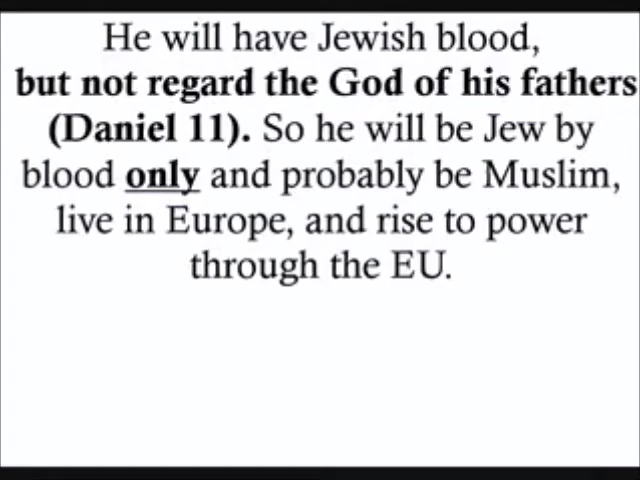 He will have Jewish blood,
but not regard the God of his fathers
(Daniel 11). So he will be Jew by
blood only and probably be Muslim,
live in Europe, and rise to power
through the EU.